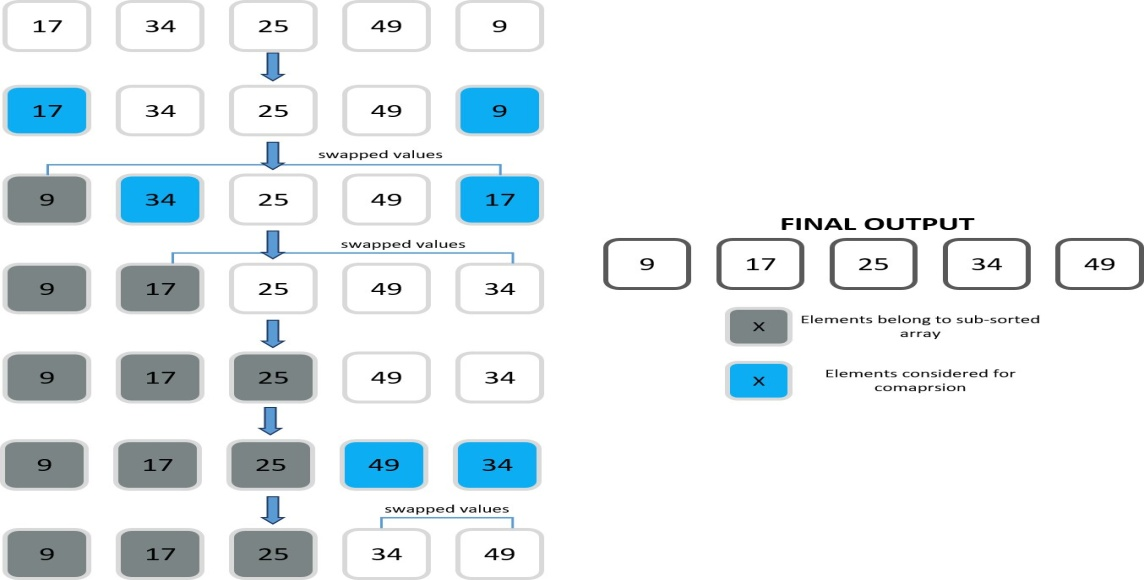 17 34 25 49 9
17 34 25 49 9
swapped values
9 34 25 49 17
swapped values
9 17 25 49 34
9 17 25 49 34
9 17 25 49 34
swapped values
9 17 25 34 49
FINAL OUTPUT
9 17 25 34 49
X Elements belong to sub-sorted
array
X Elements considered for
comaprsion